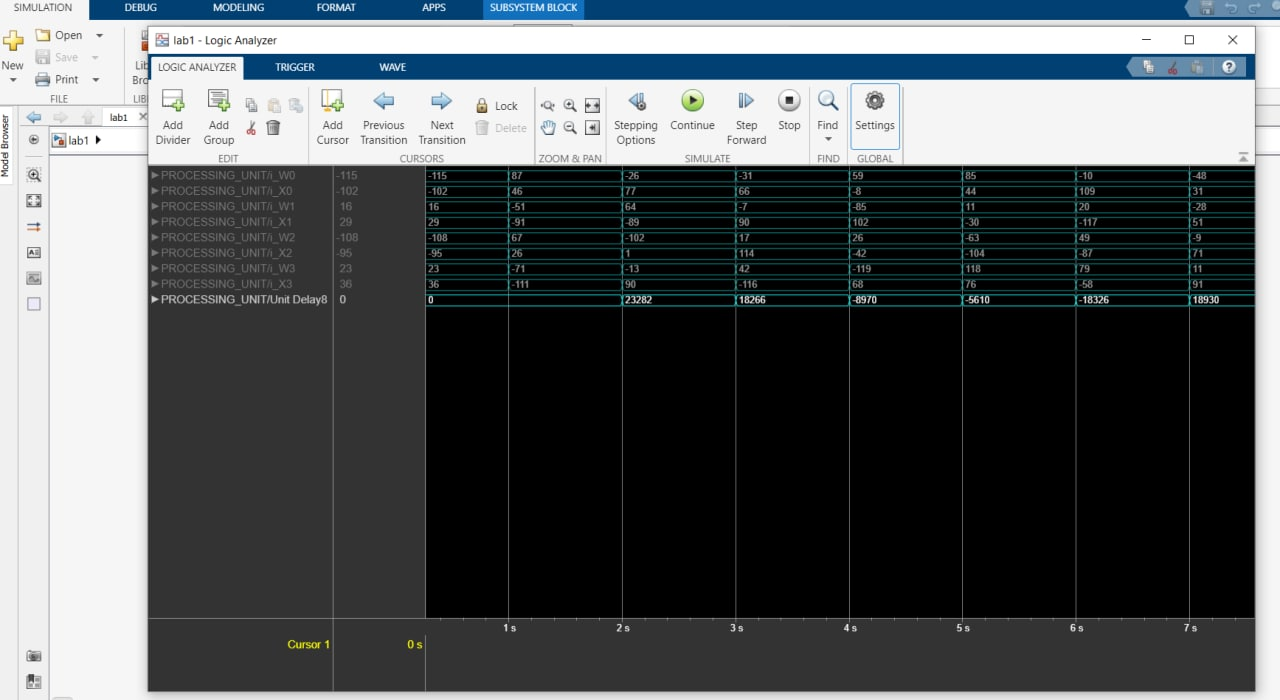 SIMULATION DEBUG MODELING FORMAT APPS SUBSYSTEM BLOCK
New Open Save Print
FILE
Model Browser
lab1
lab1
lab1 - Logic Analyzer
LOGIC ANALYZER TRIGGER WAVE
Add Divider Add Group
Add Cursor Previous Transition Next Transition Lock Delete
Stepping Options Continue Step Forward Stop Find Settings
EDIT CURSORS ZOOM & PAN SIMULATE FIND GLOBAL
PROCESSING_UNIT/i_W0 -115 -115 87 -26 -31 59 85 -10 -48
PROCESSING_UNIT/i_X0 -102 -102 46 77 66 -8 44 109 31
PROCESSING_UNIT/i_W1 16 16 -51 64 -7 -85 11 20 -28
PROCESSING_UNIT/i_X1 29 29 -91 -89 90 102 -30 -117 51
PROCESSING_UNIT/i_W2 -108 -108 67 -102 17 26 -63 49 -9
PROCESSING_UNIT/i_X2 -95 -95 26 1 114 -42 -104 -87 71
PROCESSING_UNIT/i_W3 23 23 -71 -13 42 -119 118 79 11
PROCESSING_UNIT/i_X3 36 36 -111 90 -116 68 76 -58 91
PROCESSING_UNIT/Unit Delay8 0 0 23282 18266 -8970 -5610 -18326 18930
1 s 2 s 3 s 4 s 5 s 6 s 7 s
Cursor 1 0 s